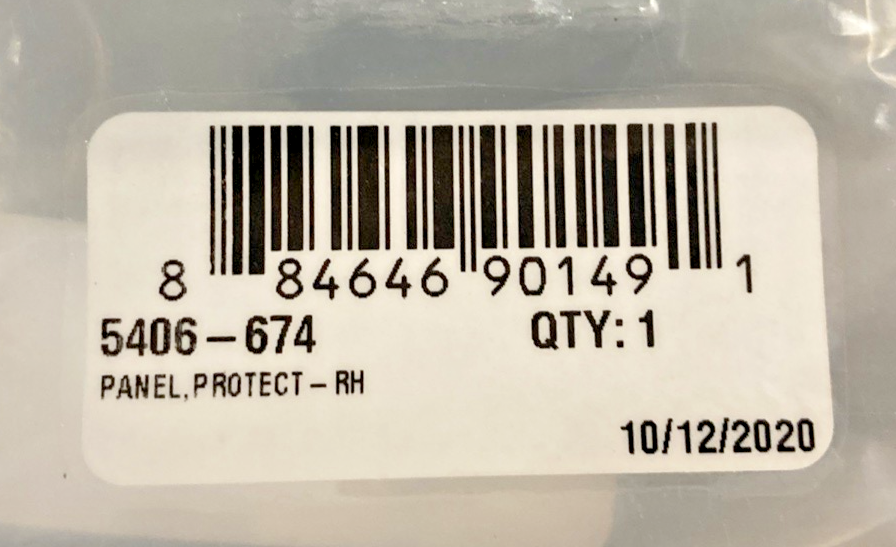 8 84646 90149 1
5406-674 QTY: 1
PANEL, PROTECT-RH
10/12/2020